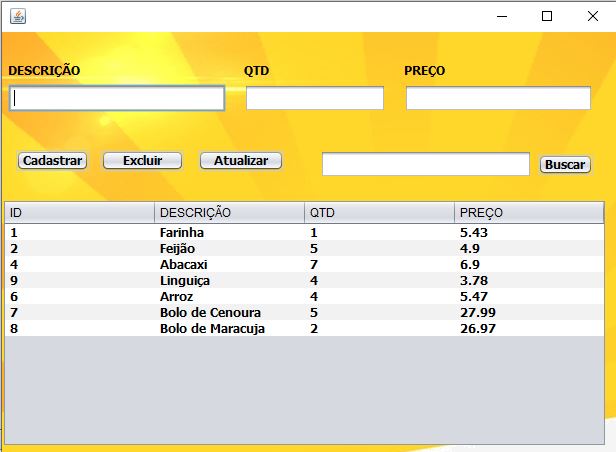 DESCRIÇÃO QTD PREÇO
Cadastrar Excluir Atualizar Buscar
ID DESCRIÇÃO QTD PREÇO
1 Farinha 1 5.43
2 Feijão 5 4.9
4 Abacaxi 7 6.9
9 Linguiça 4 3.78
6 Arroz 4 5.47
7 Bolo de Cenoura 5 27.99
8 Bolo de Maracuja 2 26.97